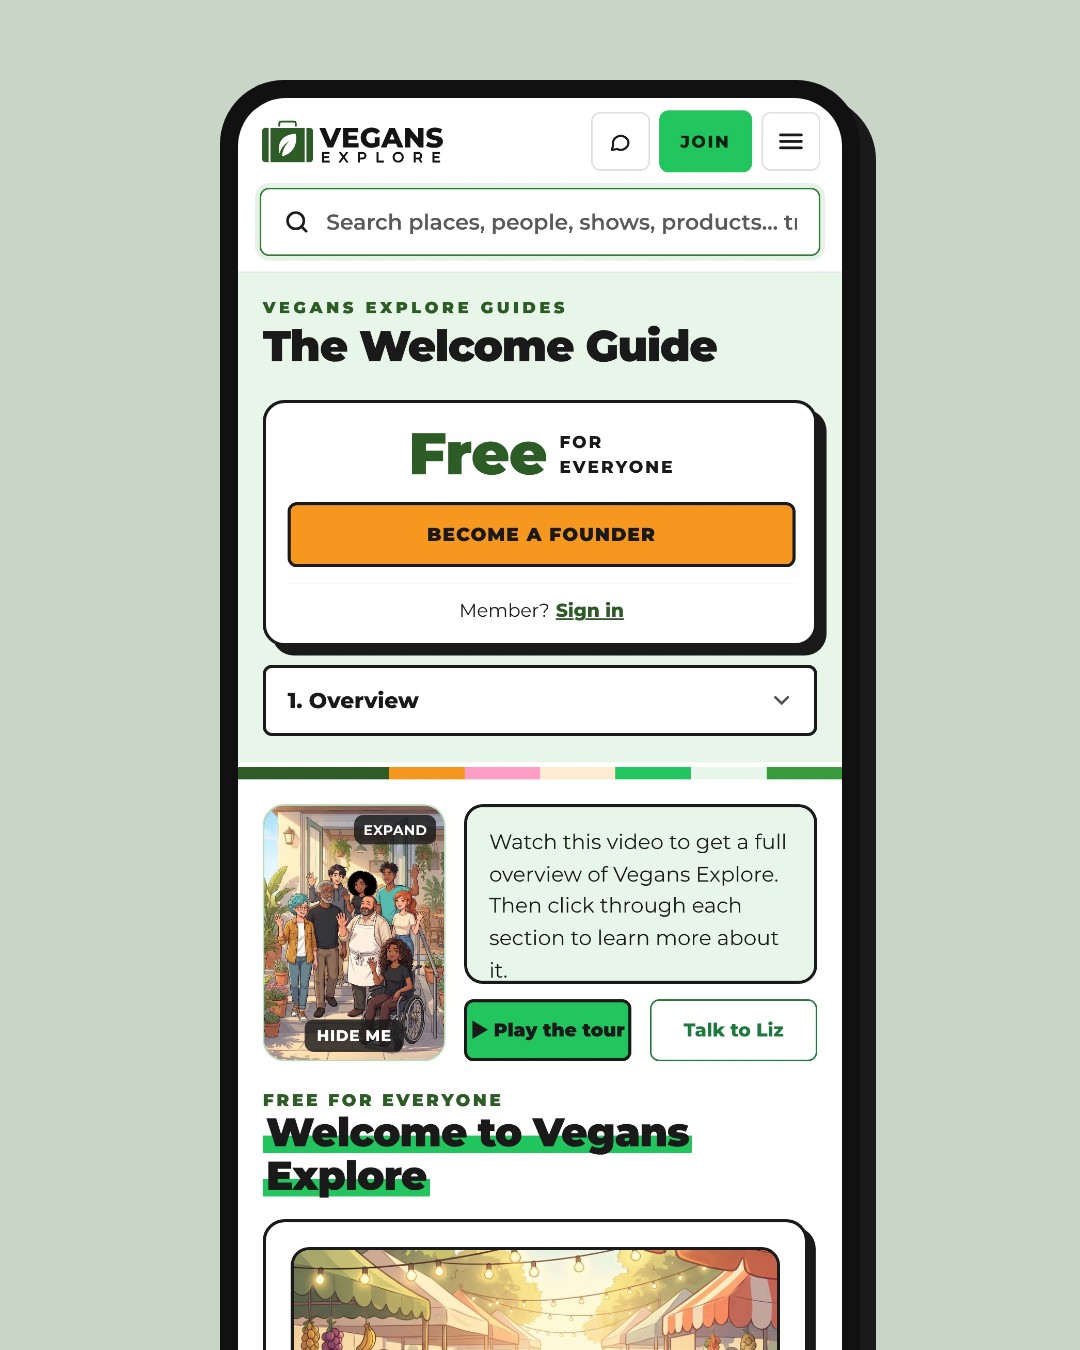 VEGANS
EXPLORE
JOIN
Search places, people, shows, products... tr
VEGANS EXPLORE GUIDES
The Welcome Guide
Free FOR
EVERYONE
BECOME A FOUNDER
Member? Sign in
1. Overview
EXPAND
HIDE ME
Watch this video to get a full
overview of Vegans Explore.
Then click through each
section to learn more about
it.
Play the tour
Talk to Liz
FREE FOR EVERYONE
Welcome to Vegans
Explore